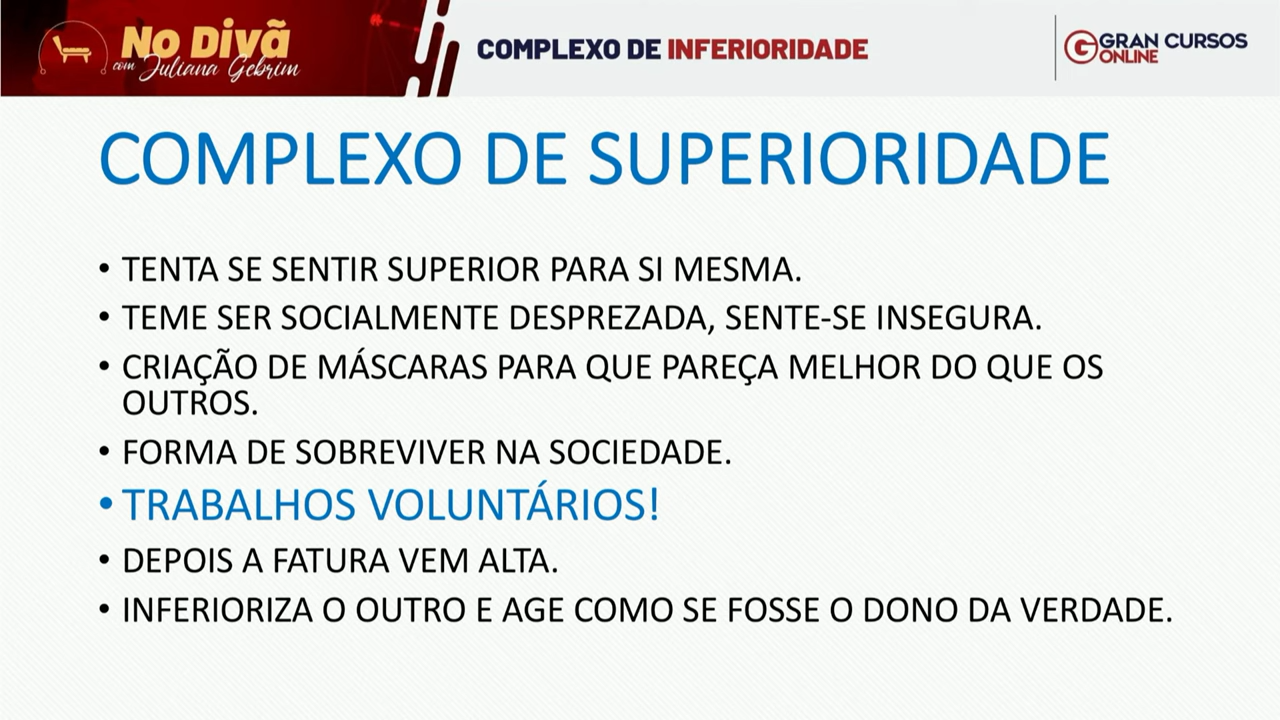 No Divã
com Juliana Gebrim
COMPLEXO DE INFERIORIDADE
G GRAN CURSOS
ONLINE
COMPLEXO DE SUPERIORIDADE
• TENTA SE SENTIR SUPERIOR PARA SI MESMA.
• TEME SER SOCIALMENTE DESPREZADA, SENTE-SE INSEGURA.
• CRIAÇÃO DE MÁSCARAS PARA QUE PAREÇA MELHOR DO QUE OS
OUTROS.
• FORMA DE SOBREVIVER NA SOCIEDADE.
• TRABALHOS VOLUNTÁRIOS!
• DEPOIS A FATURA VEM ALTA.
• INFERIORIZA O OUTRO E AGE COMO SE FOSSE O DONO DA VERDADE.